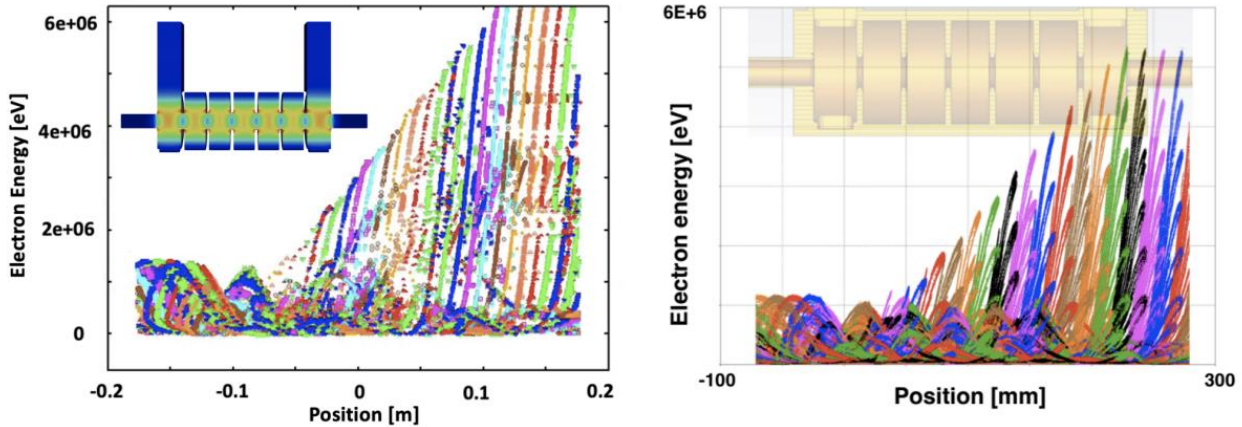 6e+06
4e+06
2e+06
0
Electron Energy [eV]
-0.2
-0.1
0
0.1
0.2
Position [m]
6E+6
Electron energy [eV]
-100
300
Position [mm]